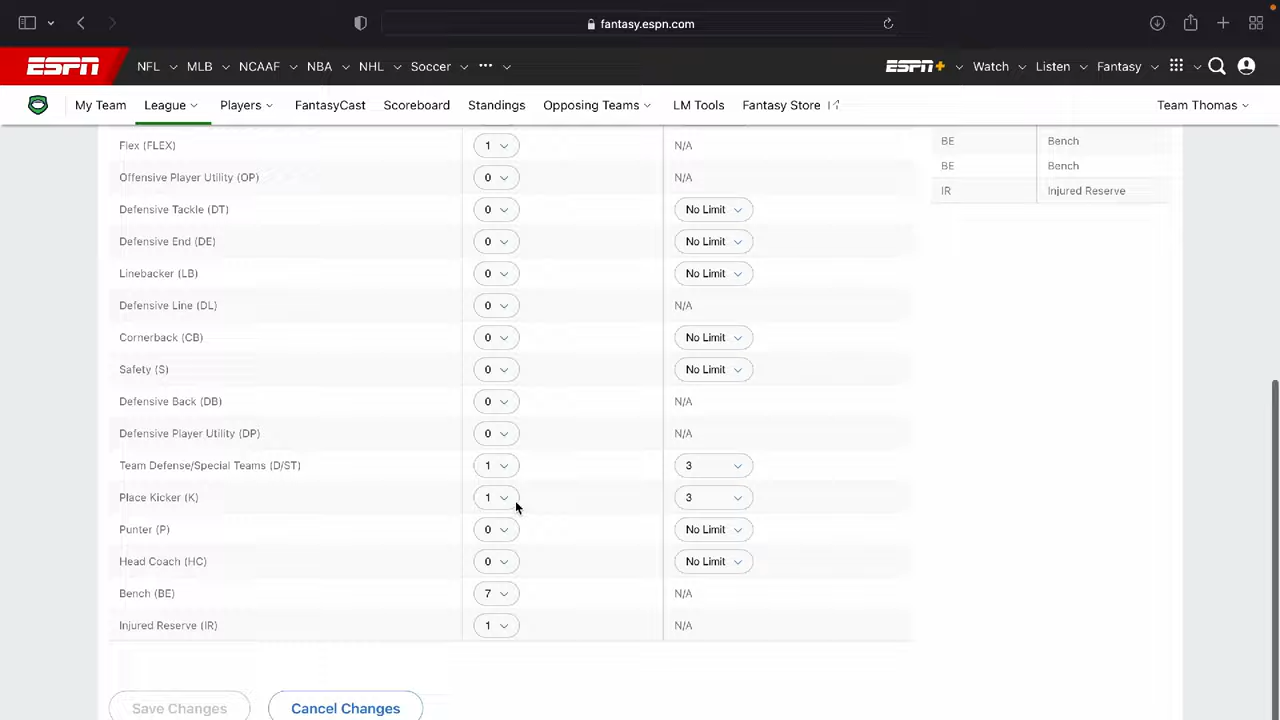 fantasy.espn.com
ESPN NFL MLB NCAAF NBA NHL Soccer ••• ESPN+ Watch Listen Fantasy
My Team League Players FantasyCast Scoreboard Standings Opposing Teams LM Tools Fantasy Store Team Thomas
Flex (FLEX) 1 N/A
Offensive Player Utility (OP) 0 N/A
Defensive Tackle (DT) 0 No Limit
Defensive End (DE) 0 No Limit
Linebacker (LB) 0 No Limit
Defensive Line (DL) 0 N/A
Cornerback (CB) 0 No Limit
Safety (S) 0 No Limit
Defensive Back (DB) 0 N/A
Defensive Player Utility (DP) 0 N/A
Team Defense/Special Teams (D/ST) 1 3
Place Kicker (K) 1 3
Punter (P) 0 No Limit
Head Coach (HC) 0 No Limit
Bench (BE) 7 N/A
Injured Reserve (IR) 1 N/A
BE Bench
BE Bench
IR Injured Reserve
Save Changes Cancel Changes